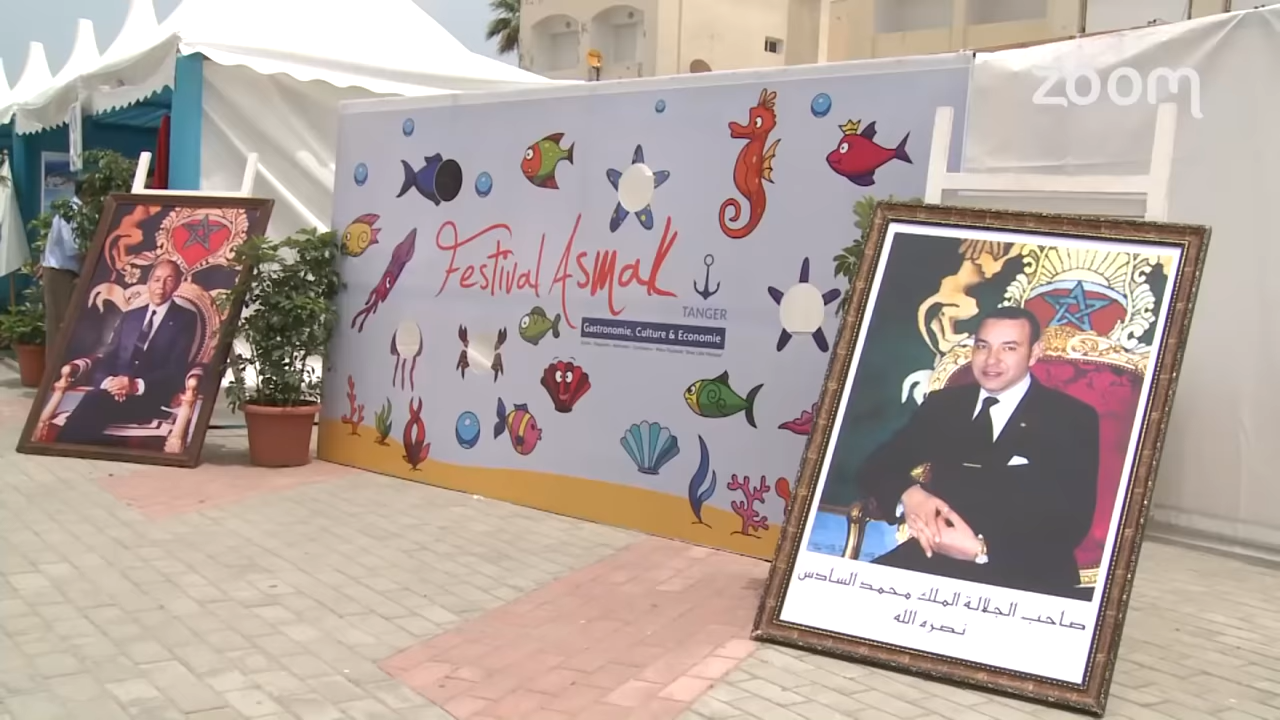 zoom
Festival Asmak
TANGER
Gastronomie, Culture & Economie
صاحب الجلالة الملك محمد السادس
نصره الله